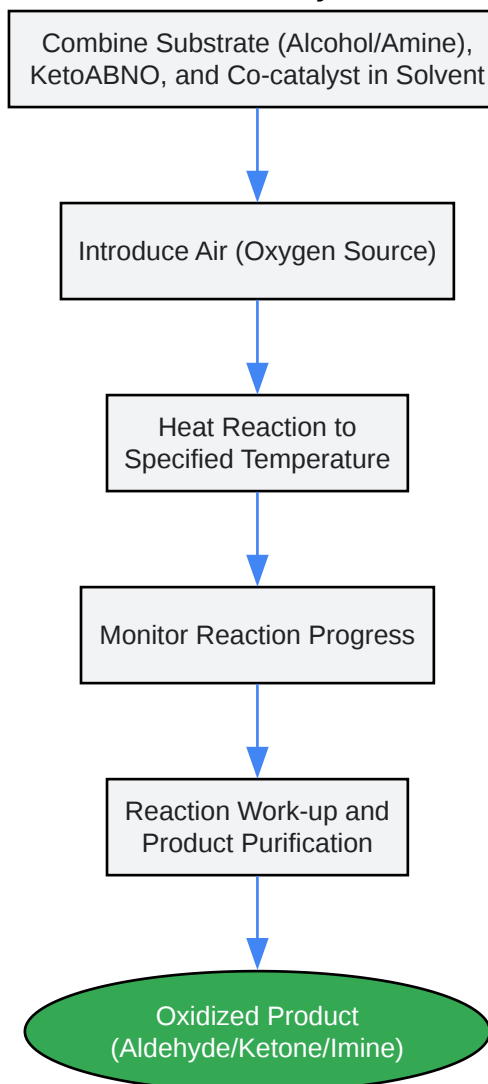 Combine Substrate (Alcohol/Amine),
KetoABNO, and Co-catalyst in Solvent
Introduce Air (Oxygen Source)
Heat Reaction to
Specified Temperature
Monitor Reaction Progress
Reaction Work-up and
Product Purification
Oxidized Product
(Aldehyde/Ketone/Imine)